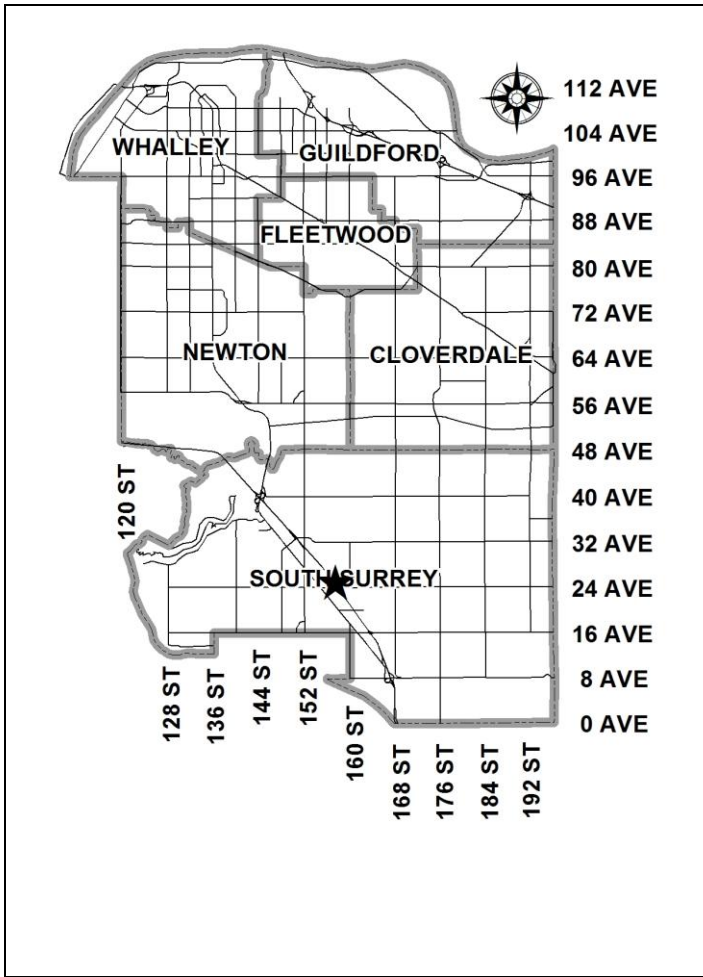 112 AVE
104 AVE
WHALLEY
GUILDFORD
96 AVE
88 AVE
FLEETWOOD
80 AVE
72 AVE
NEWTON
CLOVERDALE
64 AVE
56 AVE
48 AVE
120 ST
40 AVE
32 AVE
SOUTH SURREY
24 AVE
16 AVE
128 ST
136 ST
144 ST
152 ST
8 AVE
160 ST
0 AVE
168 ST
176 ST
184 ST
192 ST